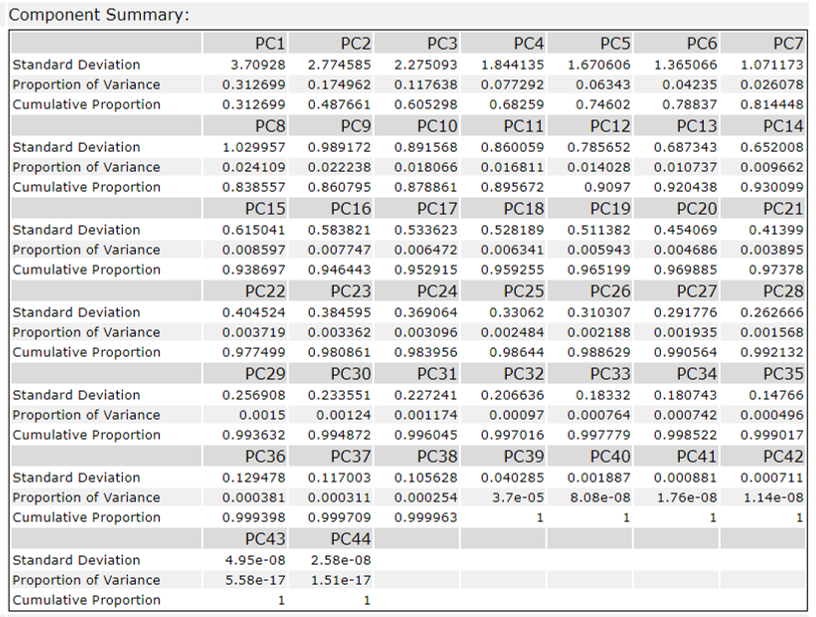 Component Summary:
PC1 PC2 PC3 PC4 PC5 PC6 PC7
Standard Deviation 3.70928 2.774585 2.275093 1.844135 1.670606 1.365066 1.071173
Proportion of Variance 0.312699 0.174962 0.117638 0.077292 0.06343 0.04235 0.026078
Cumulative Proportion 0.312699 0.487661 0.605298 0.68259 0.74602 0.78837 0.814448
PC8 PC9 PC10 PC11 PC12 PC13 PC14
Standard Deviation 1.029957 0.989172 0.891568 0.860059 0.785652 0.687343 0.652008
Proportion of Variance 0.024109 0.022238 0.018066 0.016811 0.014028 0.010737 0.009662
Cumulative Proportion 0.838557 0.860795 0.878861 0.895672 0.9097 0.920438 0.930099
PC15 PC16 PC17 PC18 PC19 PC20 PC21
Standard Deviation 0.615041 0.583821 0.533623 0.528189 0.511382 0.454069 0.41399
Proportion of Variance 0.008597 0.007747 0.006472 0.006341 0.005943 0.004686 0.003895
Cumulative Proportion 0.938697 0.946443 0.952915 0.959255 0.965199 0.969885 0.97378
PC22 PC23 PC24 PC25 PC26 PC27 PC28
Standard Deviation 0.404524 0.384595 0.369064 0.33062 0.310307 0.291776 0.262666
Proportion of Variance 0.003719 0.003362 0.003096 0.002484 0.002188 0.001935 0.001568
Cumulative Proportion 0.977499 0.980861 0.983956 0.98644 0.988629 0.990564 0.992132
PC29 PC30 PC31 PC32 PC33 PC34 PC35
Standard Deviation 0.256908 0.233551 0.227241 0.206636 0.18332 0.180743 0.14766
Proportion of Variance 0.0015 0.00124 0.001174 0.00097 0.000764 0.000742 0.000496
Cumulative Proportion 0.993632 0.994872 0.996045 0.997016 0.997779 0.998522 0.999017
PC36 PC37 PC38 PC39 PC40 PC41 PC42
Standard Deviation 0.129478 0.117003 0.105628 0.040285 0.001887 0.000881 0.000711
Proportion of Variance 0.000381 0.000311 0.000254 3.7e-05 8.08e-08 1.76e-08 1.14e-08
Cumulative Proportion 0.999398 0.999709 0.999963 1 1 1 1
PC43 PC44
Standard Deviation 4.95e-08 2.58e-08
Proportion of Variance 5.58e-17 1.51e-17
Cumulative Proportion 1 1